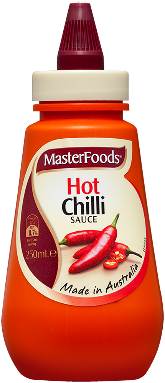 MasterFoods®
Hot
Chilli
SAUCE
250mL e
Made in Australia